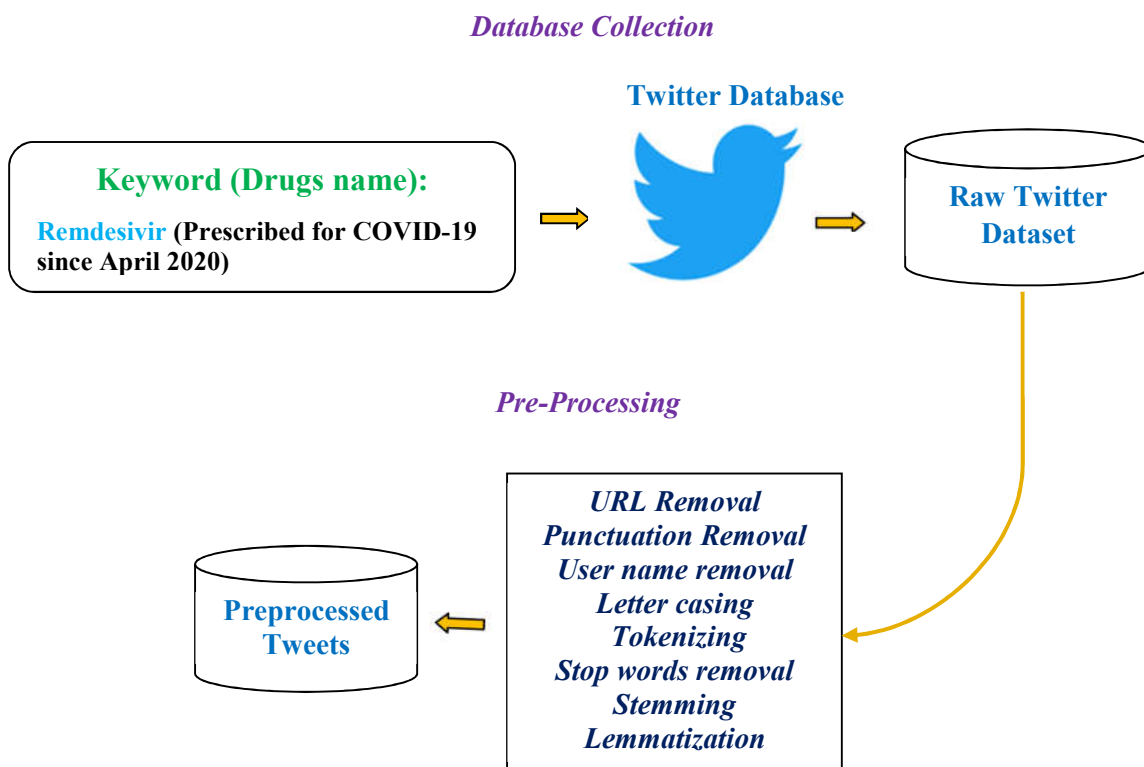 Database Collection
Twitter Database
Keyword (Drugs name):
Remdesivir (Prescribed for COVID-19
since April 2020)
Raw Twitter
Dataset
Pre-Processing
URL Removal
Punctuation Removal
User name removal
Letter casing
Tokenizing
Stop words removal
Stemming
Lemmatization
Preprocessed
Tweets